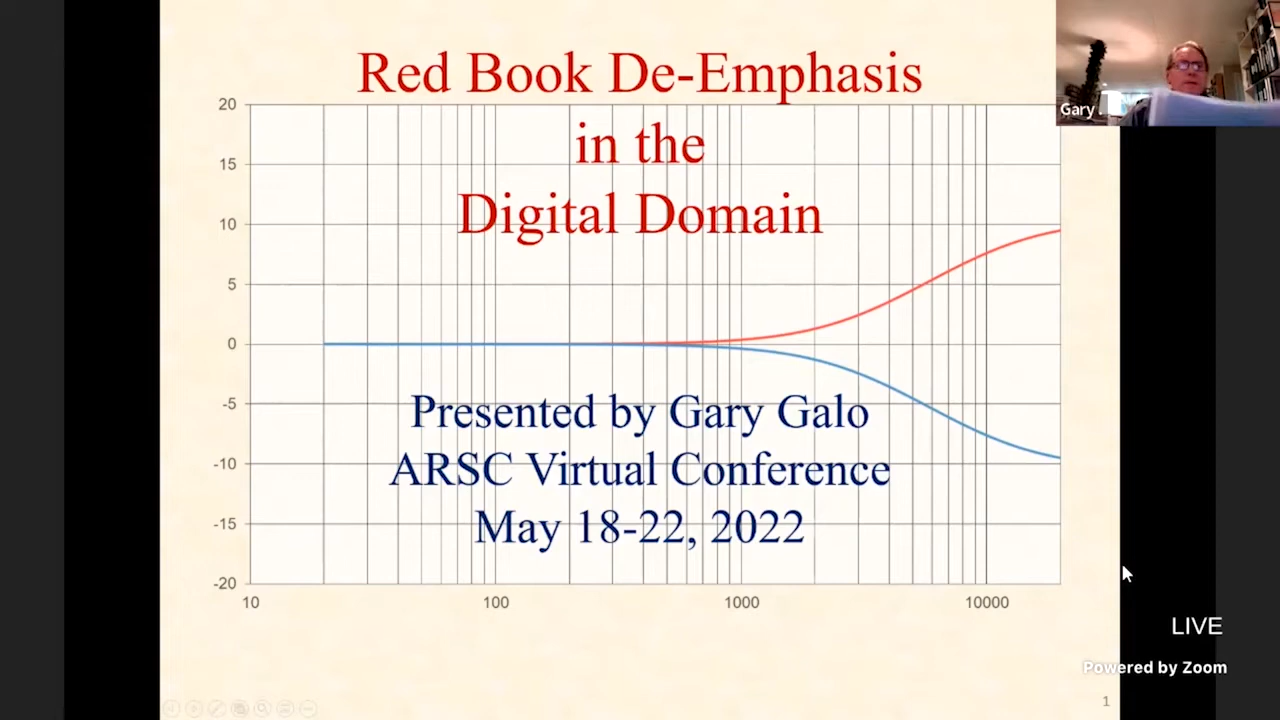 Red Book De-Emphasis
in the
Digital Domain
20
15
10
5
0
-5
-10
-15
-20
10
100
1000
10000
Presented by Gary Galo
ARSC Virtual Conference
May 18-22, 2022
Gary
LIVE
Powered by Zoom
1